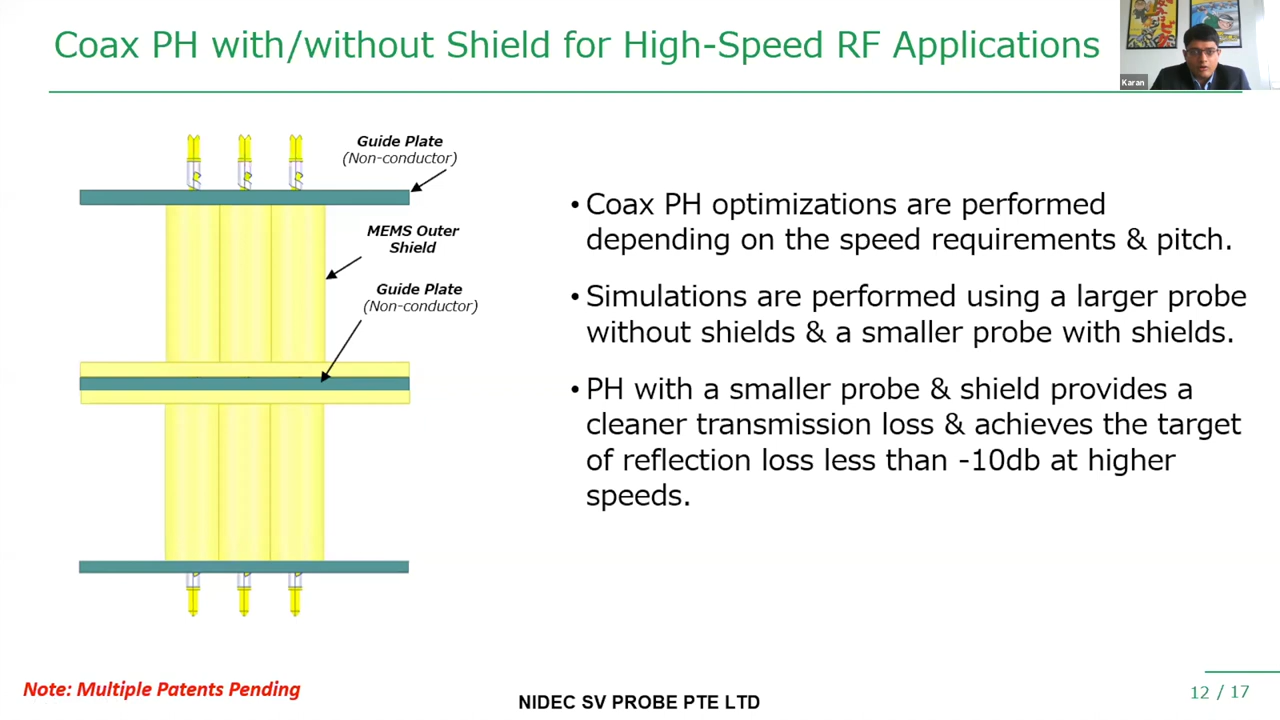 Coax PH with/without Shield for High-Speed RF Applications
Karan
Guide Plate
(Non-conductor)
MEMS Outer
Shield
Guide Plate
(Non-conductor)
• Coax PH optimizations are performed
depending on the speed requirements & pitch.
• Simulations are performed using a larger probe
without shields & a smaller probe with shields.
• PH with a smaller probe & shield provides a
cleaner transmission loss & achieves the target
of reflection loss less than -10db at higher
speeds.
Note: Multiple Patents Pending
NIDEC SV PROBE PTE LTD
12 / 17